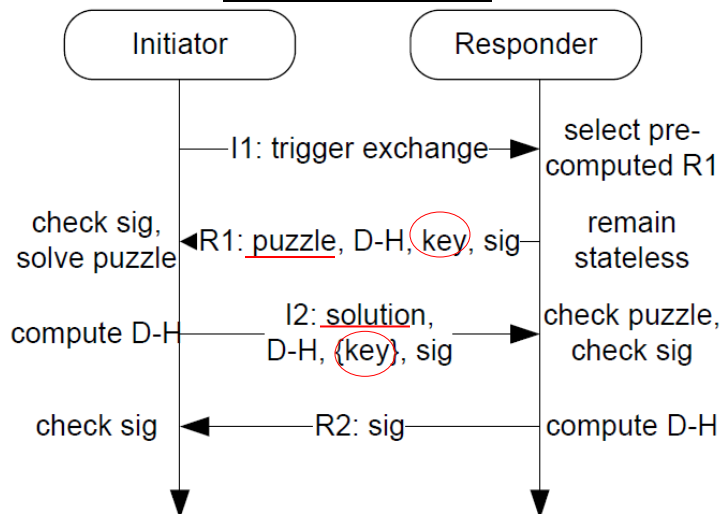 Initiator
Responder
I1: trigger exchange
select pre-
computed R1
check sig,
solve puzzle
R1: puzzle, D-H, key, sig
remain
stateless
compute D-H
I2: solution,
D-H, {key}, sig
check puzzle,
check sig
check sig
R2: sig
compute D-H